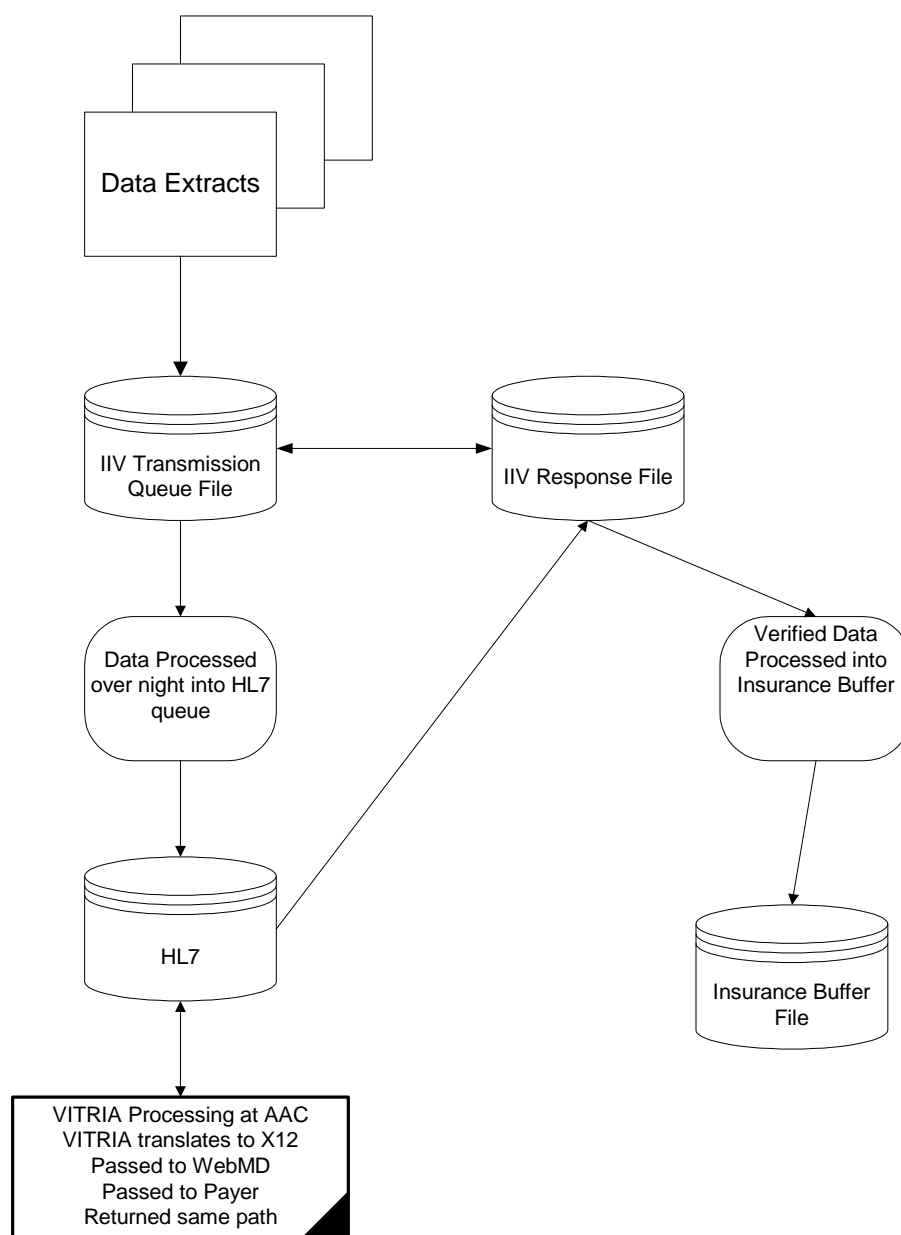 Data Extracts
IIV Transmission
Queue File
IIV Response File
Data Processed
over night into HL7
queue
Verified Data
Processed into
Insurance Buffer
HL7
Insurance Buffer
File
VITRIA Processing at AAC
VITRIA translates to X12
Passed to WebMD
Passed to Payer
Returned same path